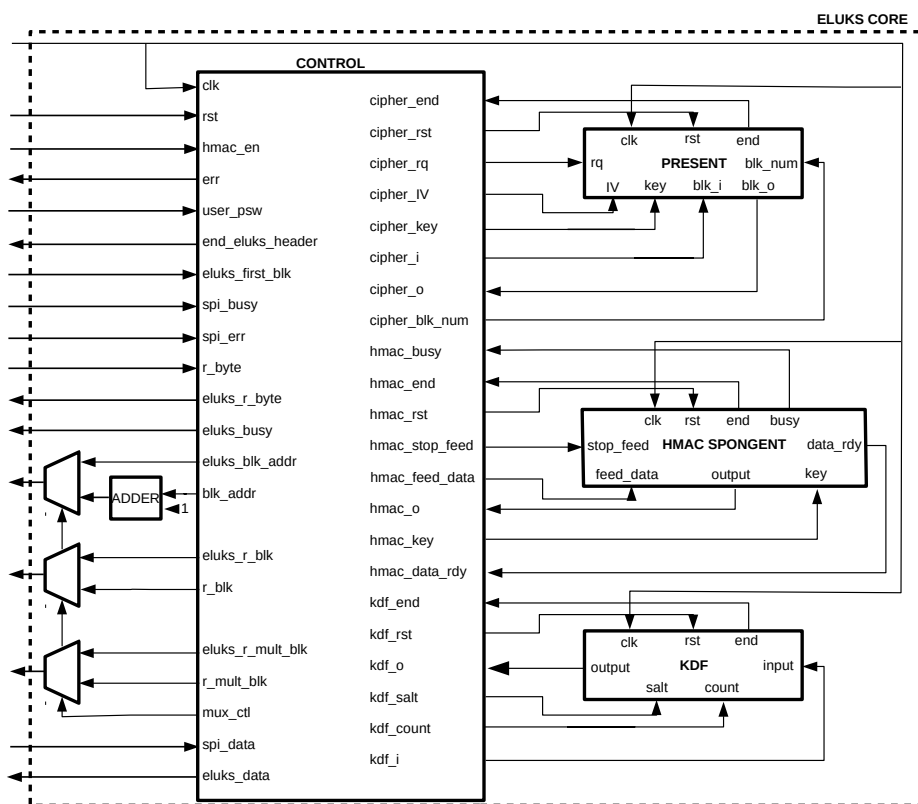 ELUKS CORE
CONTROL
clk
rst
hmac_en
err
user_psw
end_eluks_header
eluks_first_blk
spi_busy
spi_err
r_byte
eluks_r_byte
eluks_busy
eluks_blk_addr
blk_addr
ADDER
1
eluks_r_blk
r_blk
eluks_r_mult_blk
r_mult_blk
mux_ctl
spi_data
eluks_data
cipher_end
cipher_rst
cipher_rq
cipher_IV
cipher_key
cipher_i
cipher_o
cipher_blk_num
hmac_busy
hmac_end
hmac_rst
hmac_stop_feed
hmac_feed_data
hmac_o
hmac_key
hmac_data_rdy
kdf_end
kdf_rst
kdf_o
kdf_salt
kdf_count
kdf_i
clk rst end
rq PRESENT blk_num
IV key blk_i blk_o
clk rst end busy
stop_feed HMAC SPONGENT data_rdy
feed_data output key
clk rst end
output KDF input
salt count